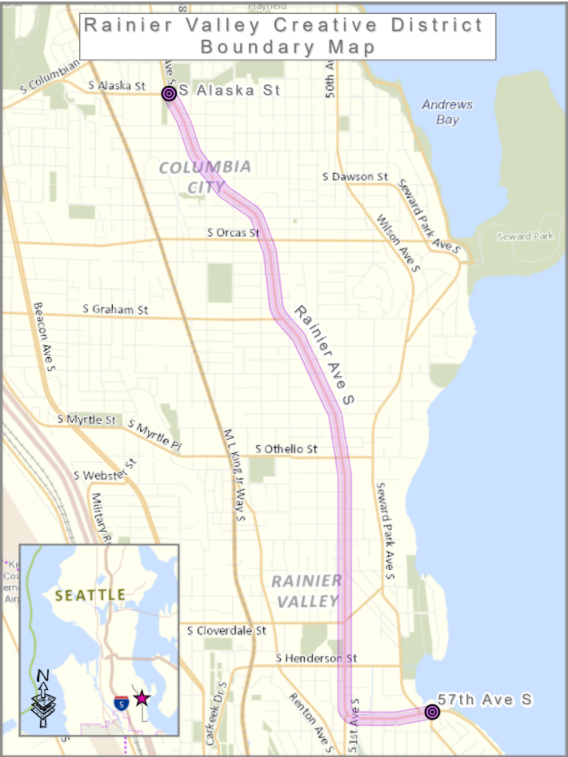 Mayfield
Rainier Valley Creative District
Boundary Map
S Columbian
S Alaska St
Ave S
S Alaska St
50th Av
Andrews
Bay
COLUMBIA
CITY
S Dawson St
Seward Park Ave S
Wilson Ave S
Seward Park
S Orcas St
Beacon Ave S
S Graham St
Rainier Ave S
S Myrtle St
S Myrtle Pl
S Othello St
M L King Jr Way S
S Webster St
Military R
Seward Park Ave S
SEATTLE
RAINIER
VALLEY
S Cloverdale St
S Henderson St
N
5
Carkeek Dr S
Renton Ave S
51st Ave S
57th Ave S